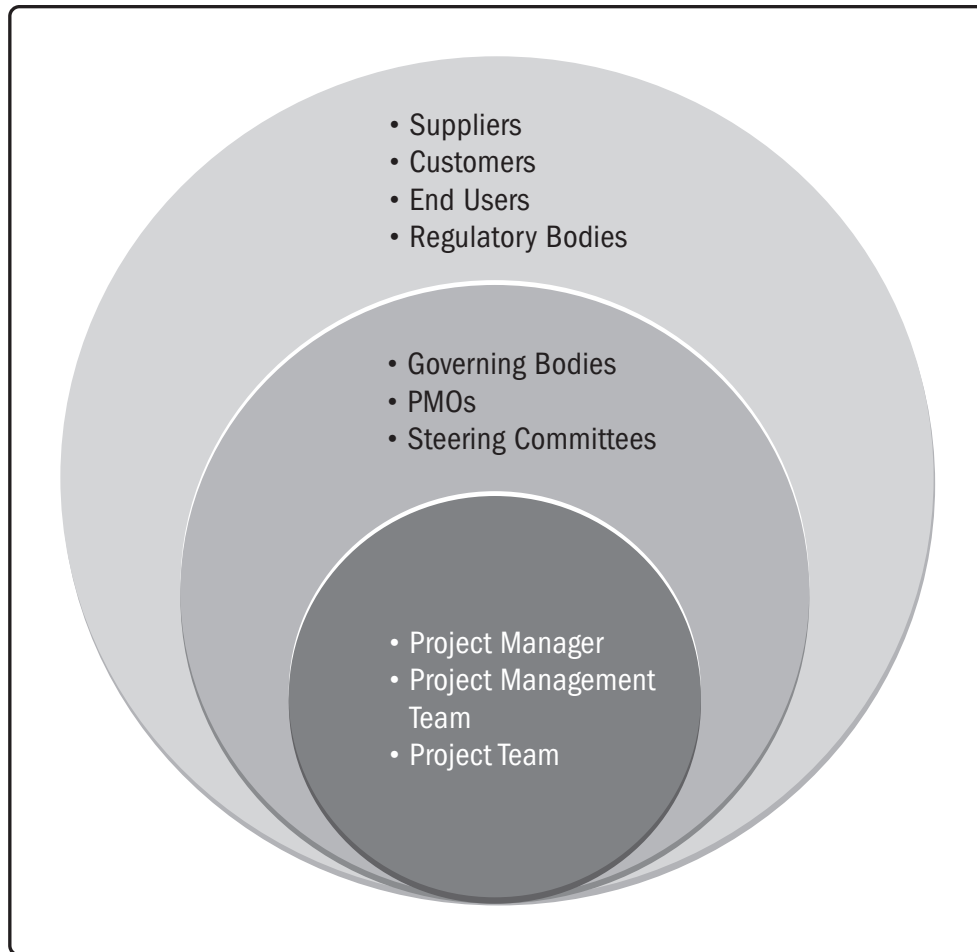 • Suppliers
• Customers
• End Users
• Regulatory Bodies
• Governing Bodies
• PMOs
• Steering Committees
• Project Manager
• Project Management
Team
• Project Team